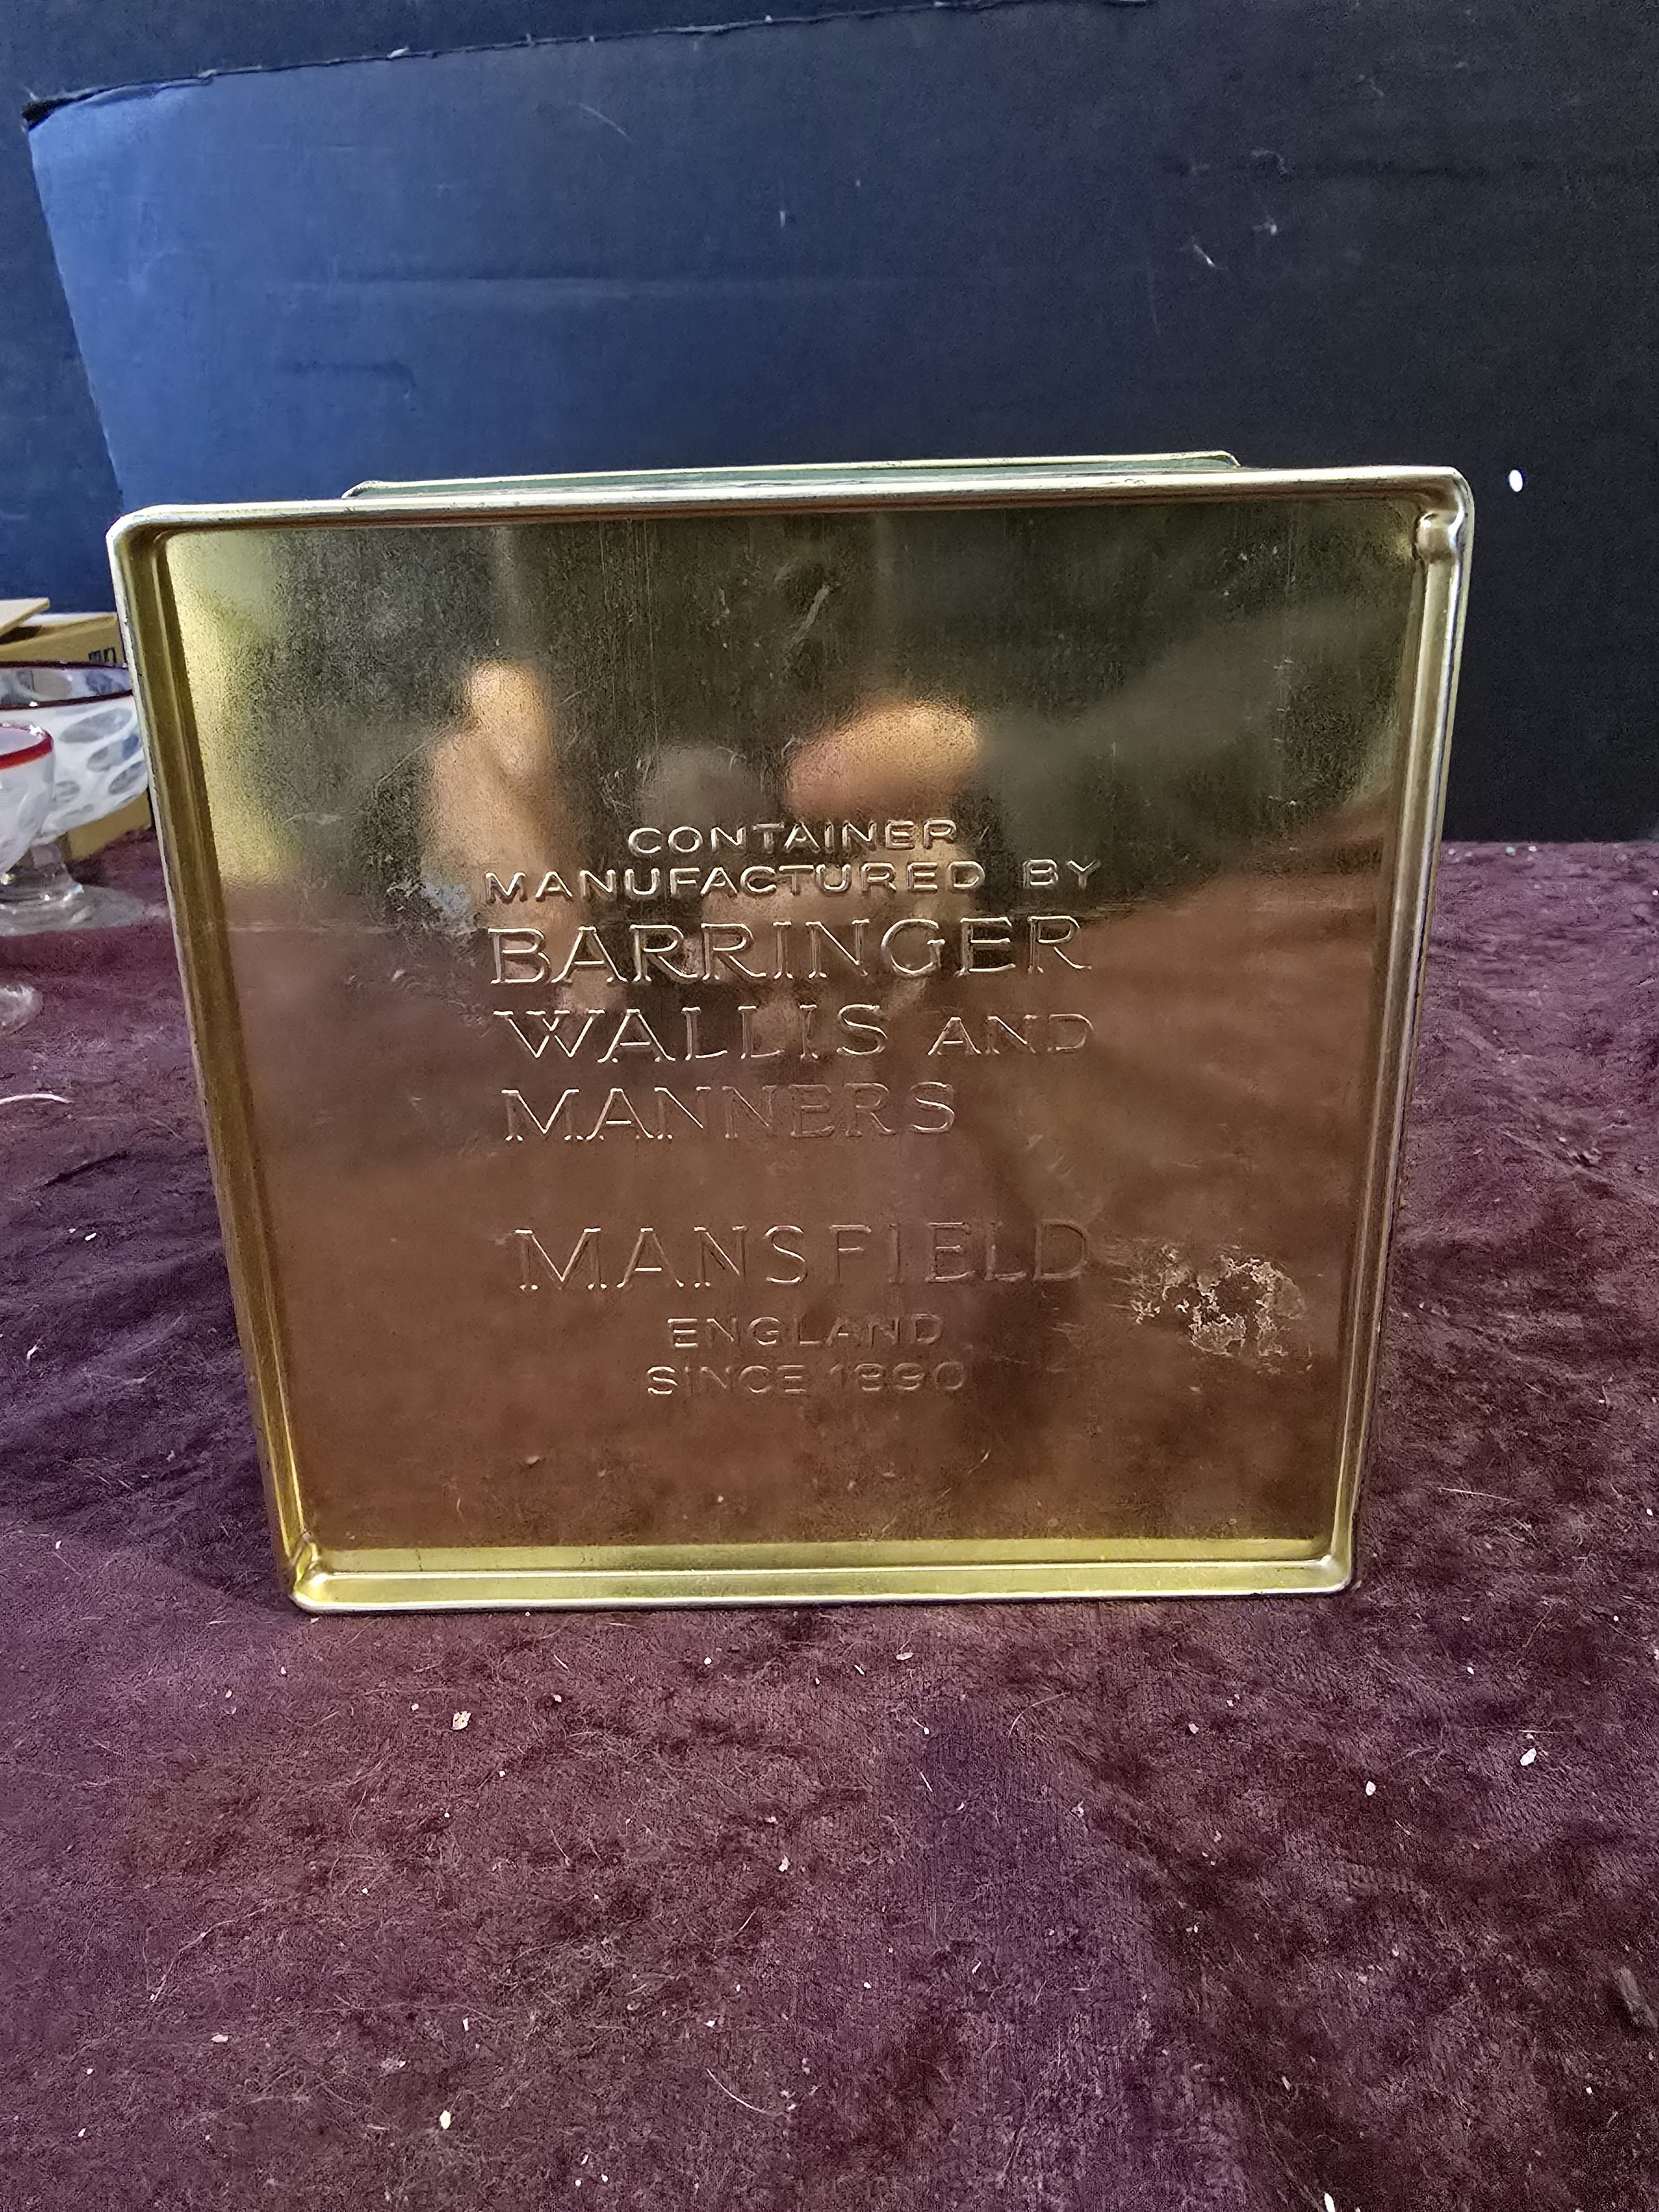 CONTAINER
MANUFACTURED BY
BARRINGER
WALLIS AND
MANNERS
MANSFIELD
ENGLAND
SINCE 1890